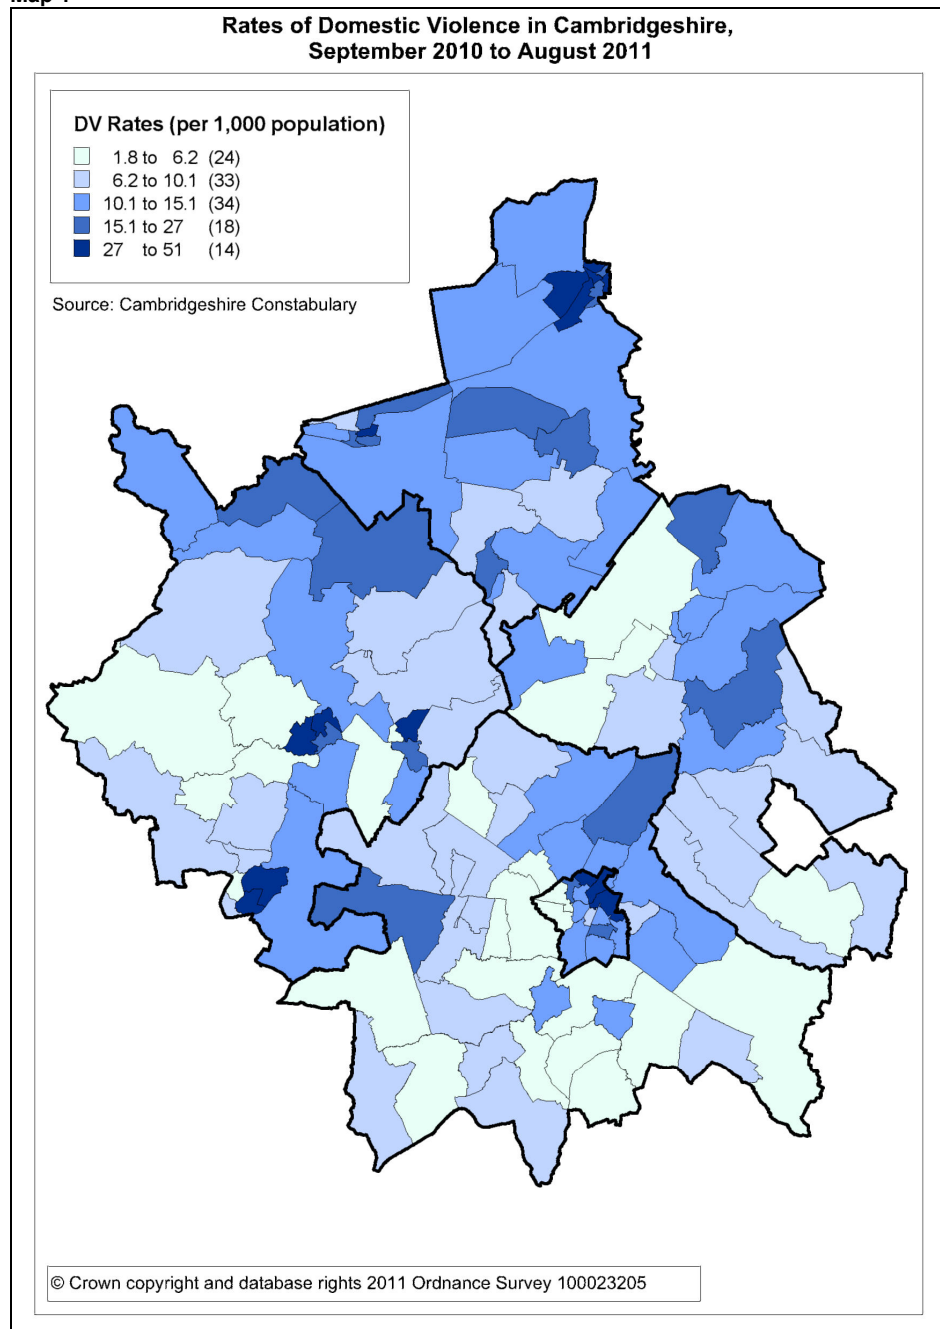 Rates of Domestic Violence in Cambridgeshire,
September 2010 to August 2011
DV Rates (per 1,000 population)
1.8 to 6.2 (24)
6.2 to 10.1 (33)
10.1 to 15.1 (34)
15.1 to 27 (18)
27 to 51 (14)
Source: Cambridgeshire Constabulary
© Crown copyright and database rights 2011 Ordnance Survey 100023205